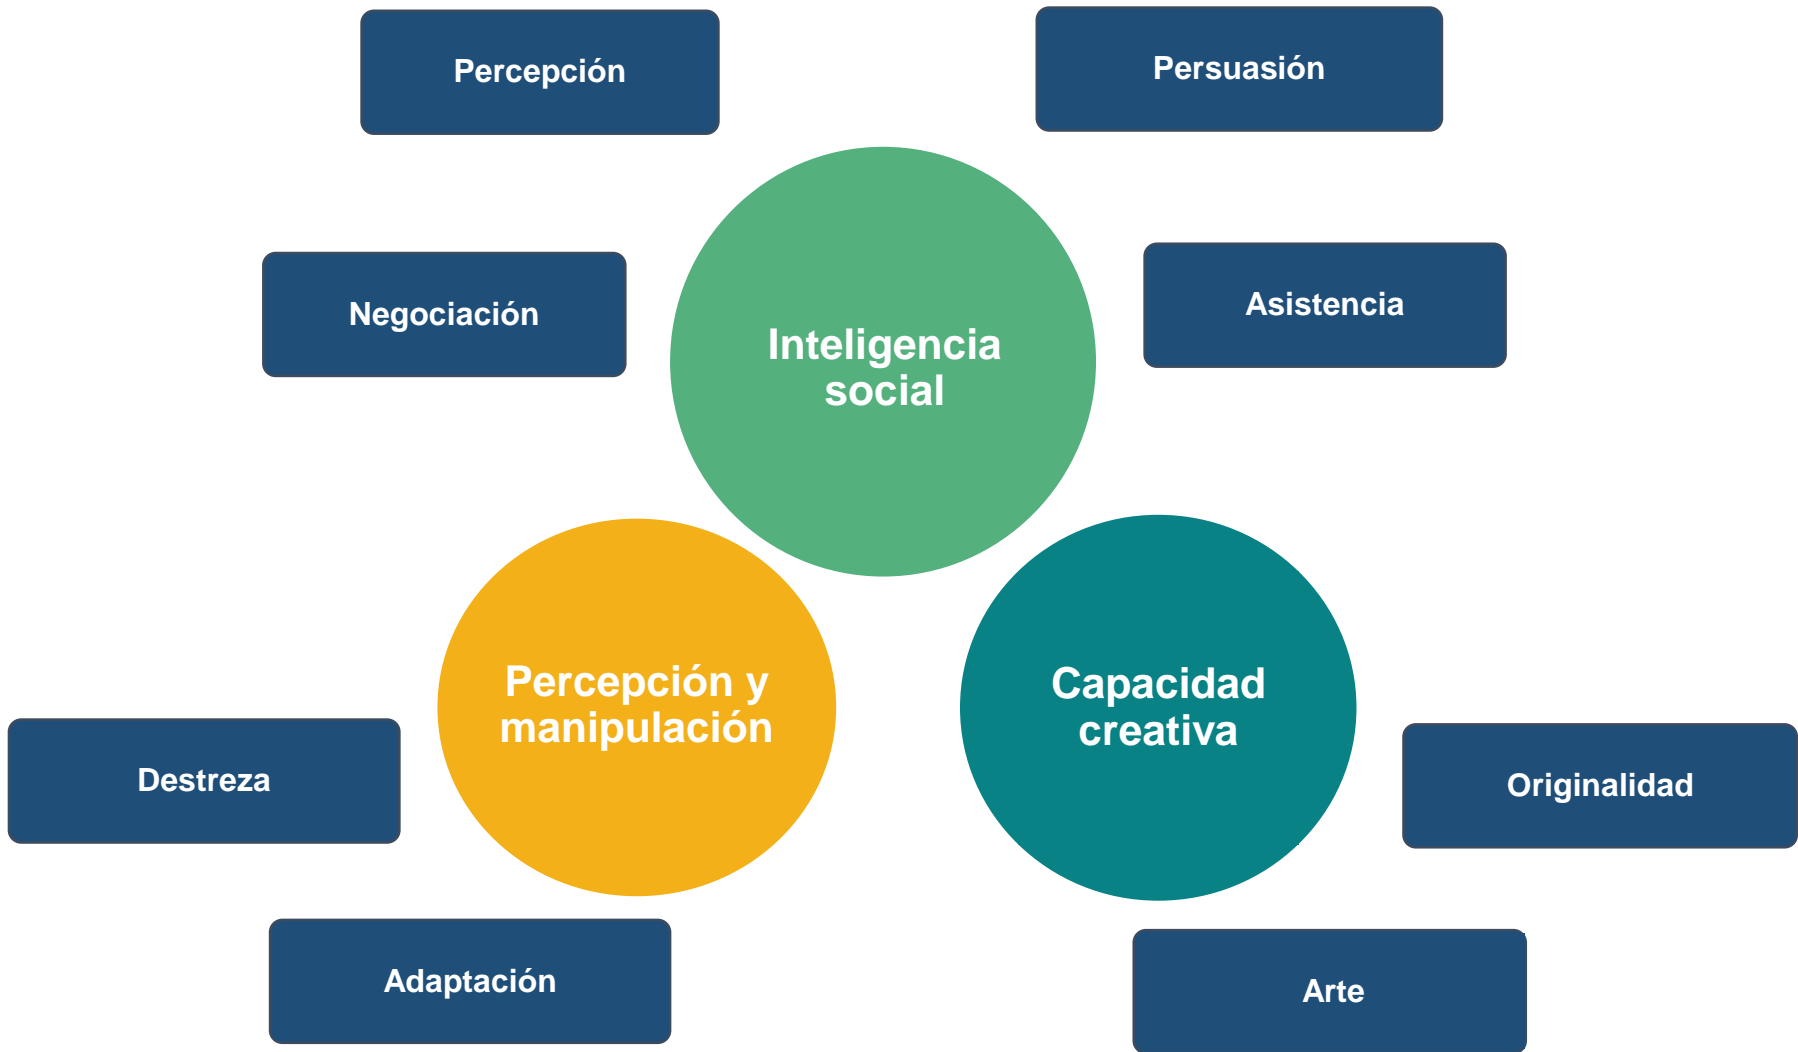 Percepción
Persuasión
Negociación
Asistencia
Inteligencia
social
Percepción y
manipulación
Capacidad
creativa
Destreza
Originalidad
Adaptación
Arte